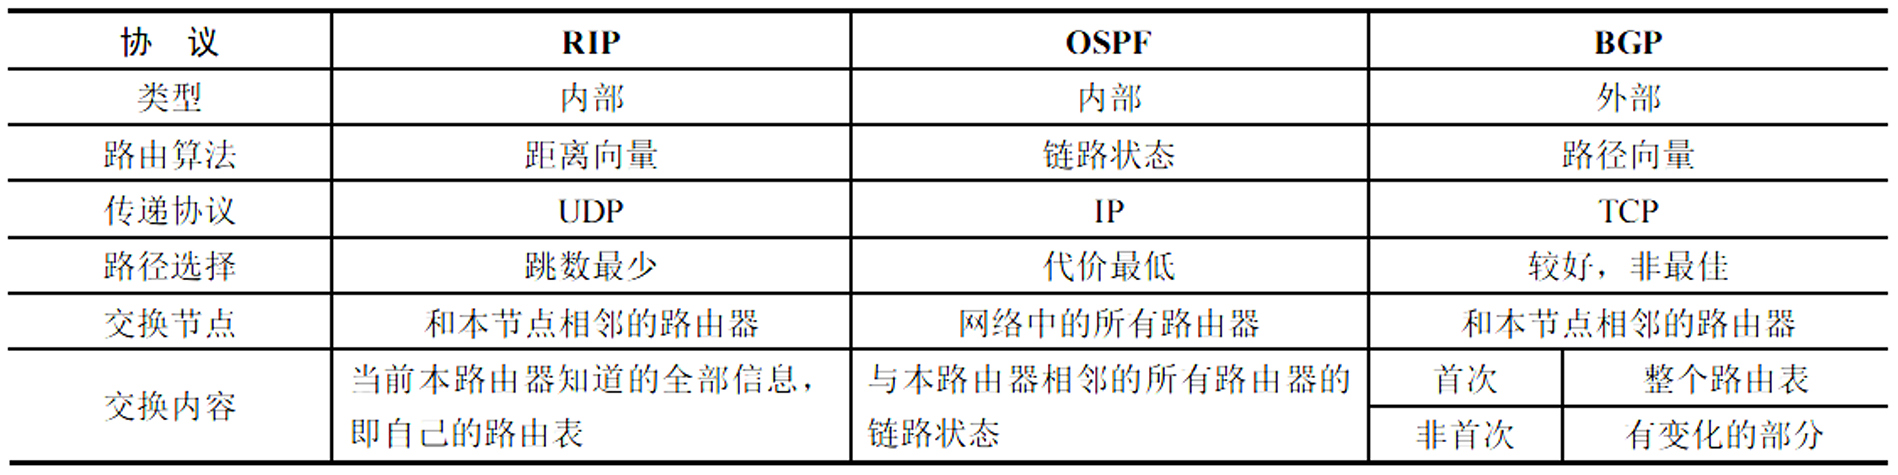 协 议 RIP OSPF BGP
类型 内部 内部 外部
路由算法 距离向量 链路状态 路径向量
传递协议 UDP IP TCP
路径选择 跳数最少 代价最低 较好，非最佳
交换节点 和本节点相邻的路由器 网络中的所有路由器 和本节点相邻的路由器
交换内容
当前本路由器知道的全部信息，
即自己的路由表
与本路由器相邻的所有路由器的
链路状态
首次 整个路由表
非首次 有变化的部分